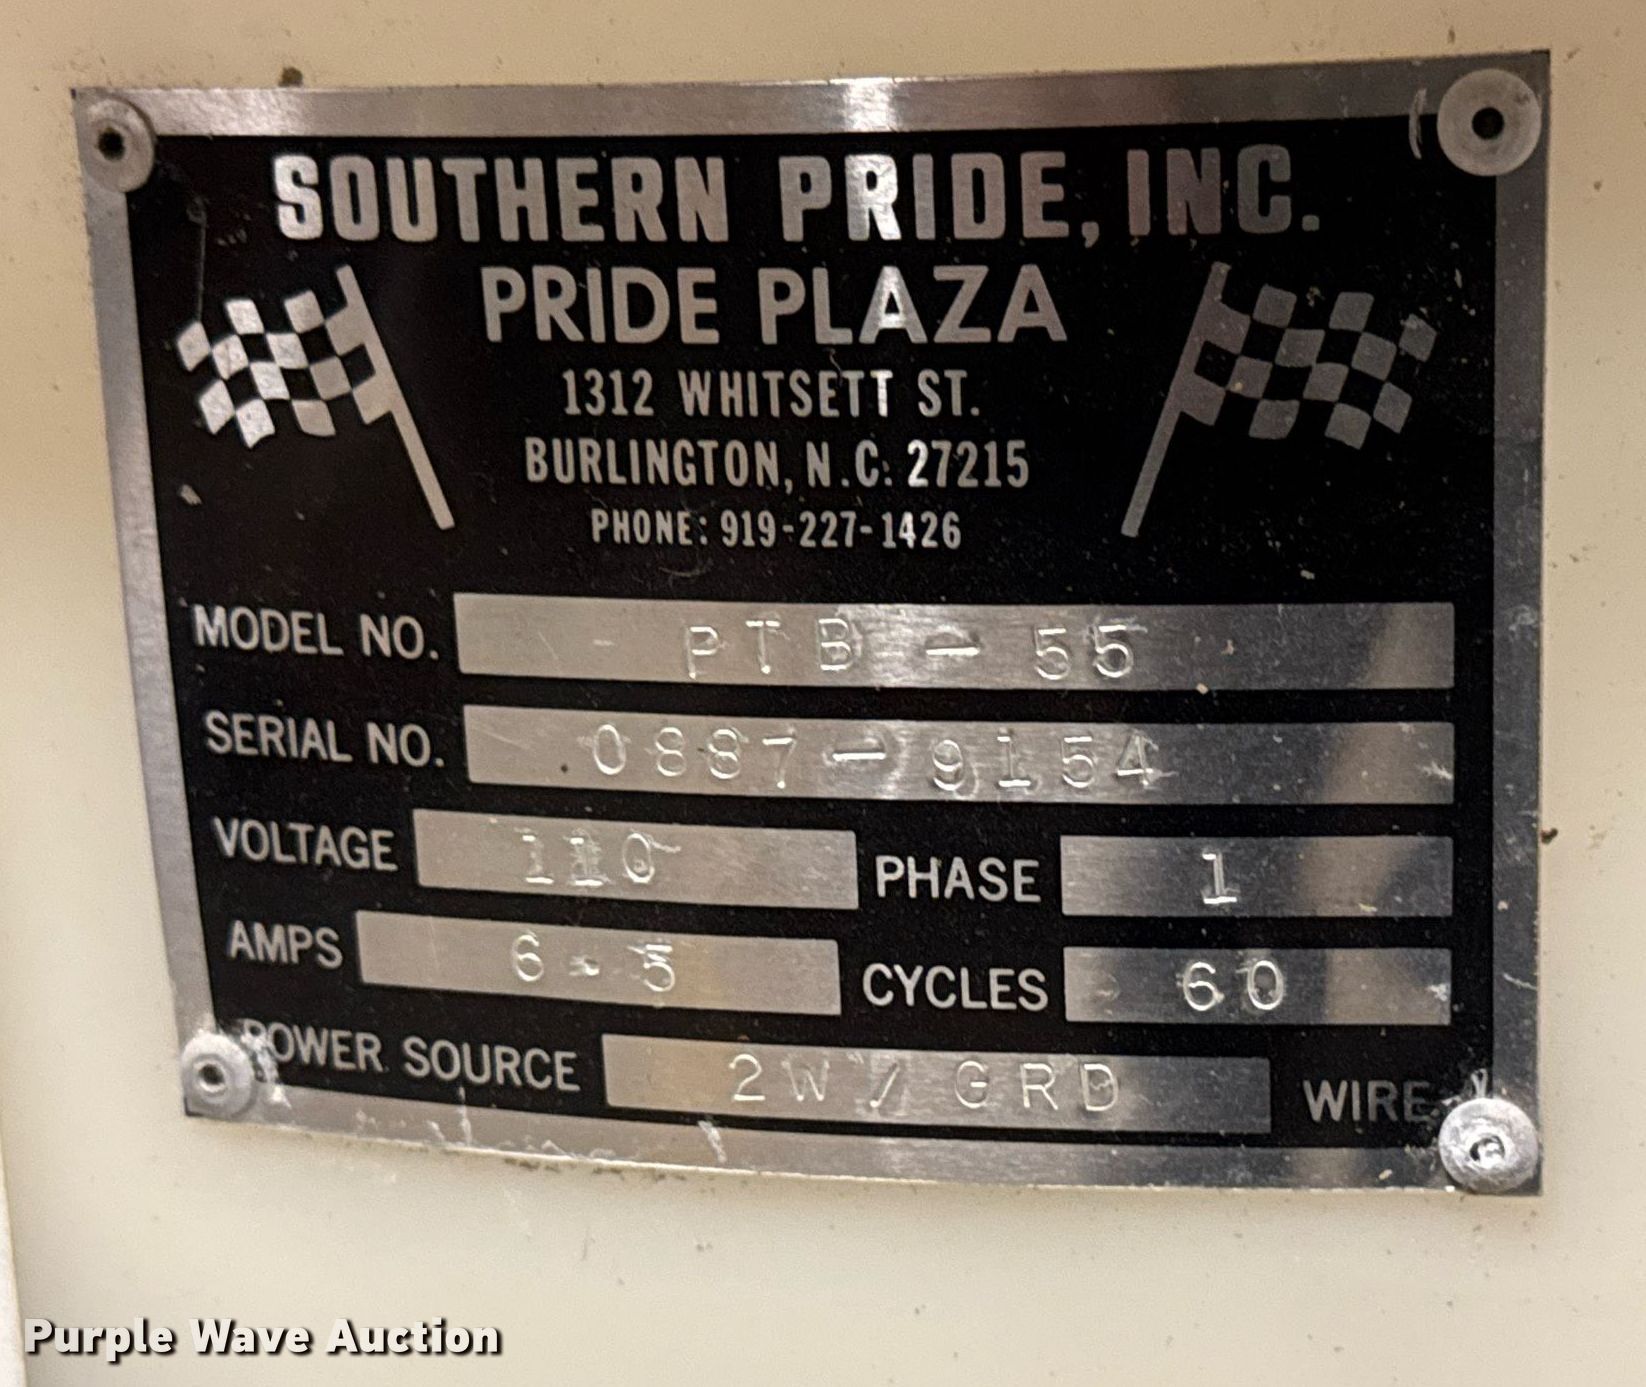 SOUTHERN PRIDE, INC.
PRIDE PLAZA
1312 WHITSETT ST.
BURLINGTON, N.C. 27215
PHONE: 919-227-1426
MODEL NO. PTB-55
SERIAL NO. 0887-9154
VOLTAGE 110 PHASE 1
AMPS 6-5 CYCLES 60
POWER SOURCE 2W/GRD WIRE
Purple Wave Auction